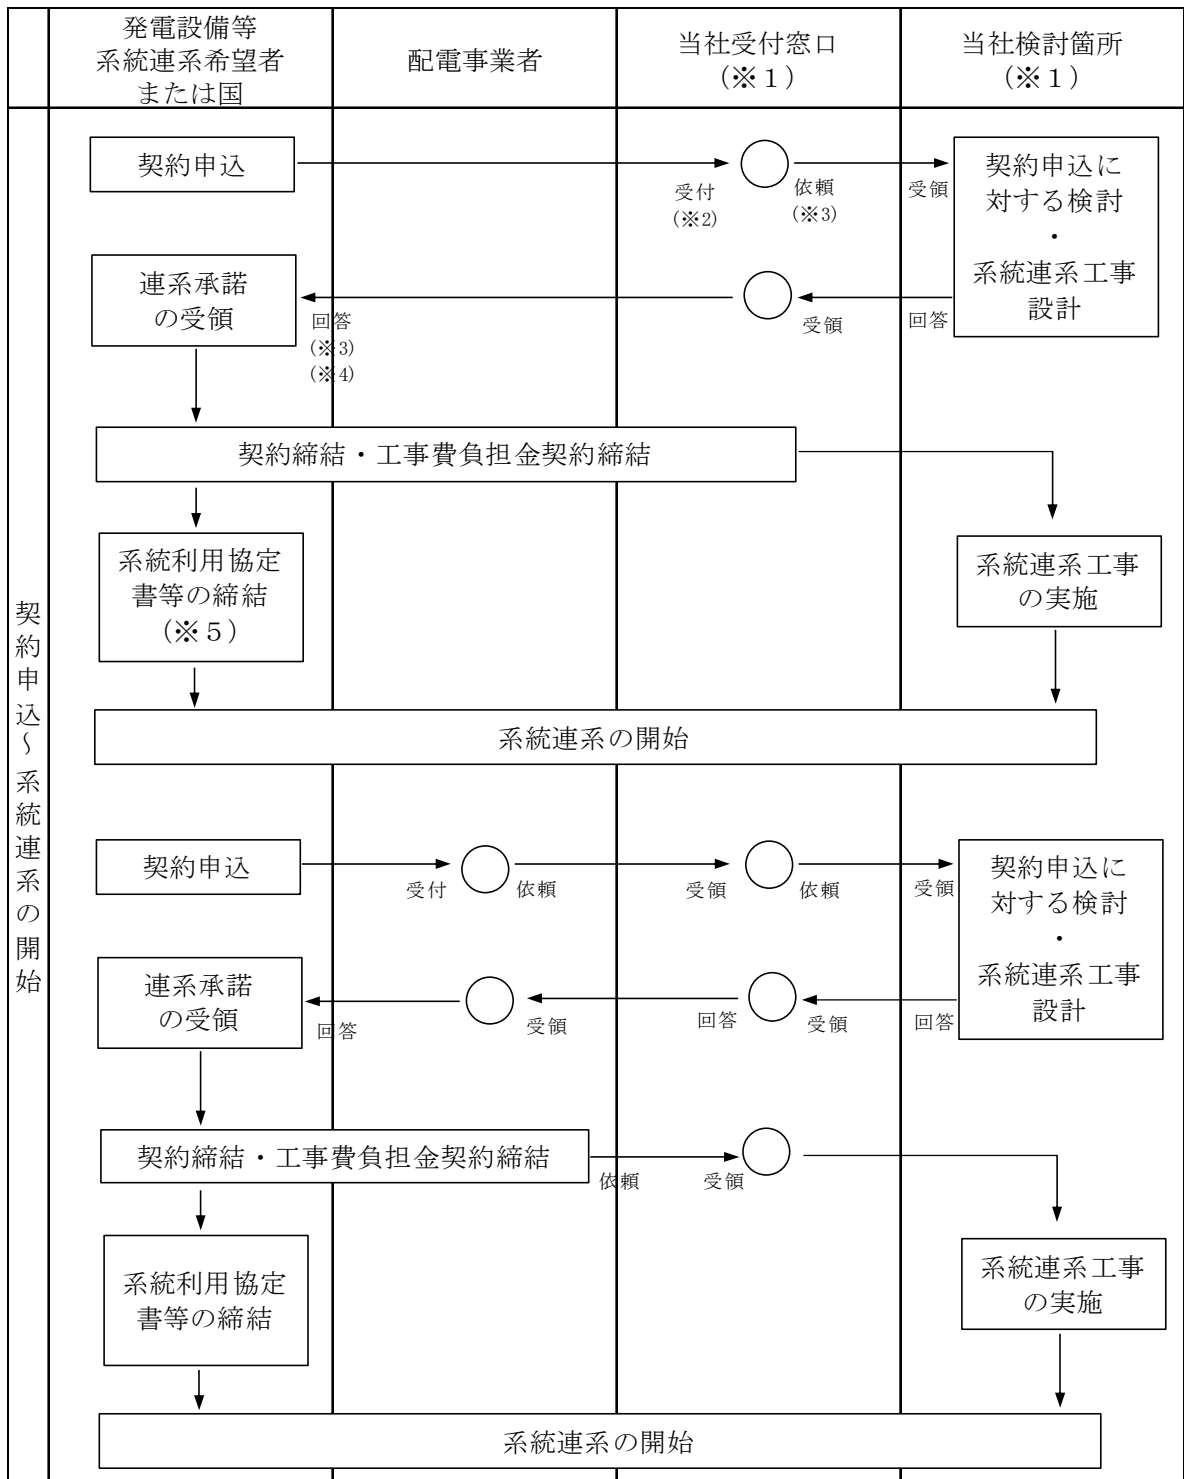 発電設備等
系統連系希望者
または国
配電事業者
当社受付窓口
(※１)
当社検討箇所
(※１)
契約申込～系統連系の開始
契約申込
受付
(※2)
依頼
(※3)
受領
契約申込に
対する検討
・
系統連系工事
設計
連系承諾
の受領
回答
(※3)
(※4)
受領
回答
契約締結・工事費負担金契約締結
系統利用協定
書等の締結
(※５)
系統連系工事
の実施
系統連系の開始
契約申込
受付
依頼
受領
依頼
受領
契約申込に
対する検討
・
系統連系工事
設計
連系承諾
の受領
回答
受領
回答
受領
回答
契約締結・工事費負担金契約締結
依頼
受領
系統利用協定
書等の締結
系統連系工事
の実施
系統連系の開始